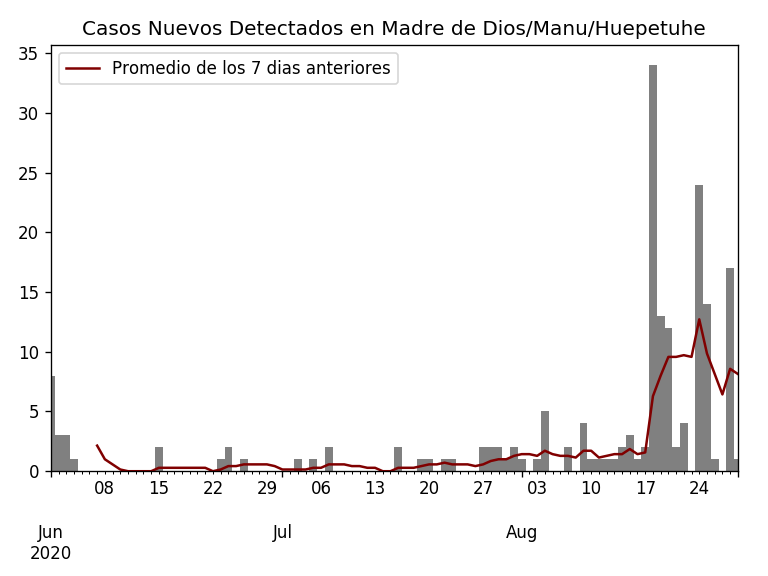 Casos Nuevos Detectados en Madre de Dios/Manu/Huepetuhe
Promedio de los 7 dias anteriores
35
30
25
20
15
10
5
0
08 15 22 29 06 13 20 27 03 10 17 24
Jun Jul Aug
2020